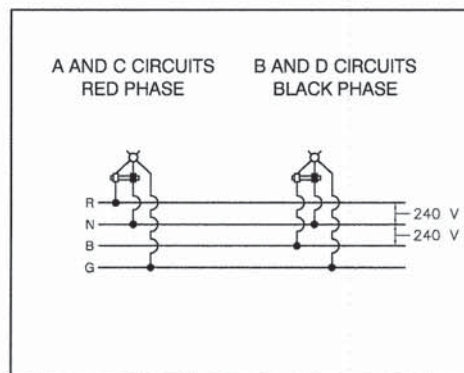 A AND C CIRCUITS
RED PHASE
B AND D CIRCUITS
BLACK PHASE
R
N
240 V
B
240 V
G